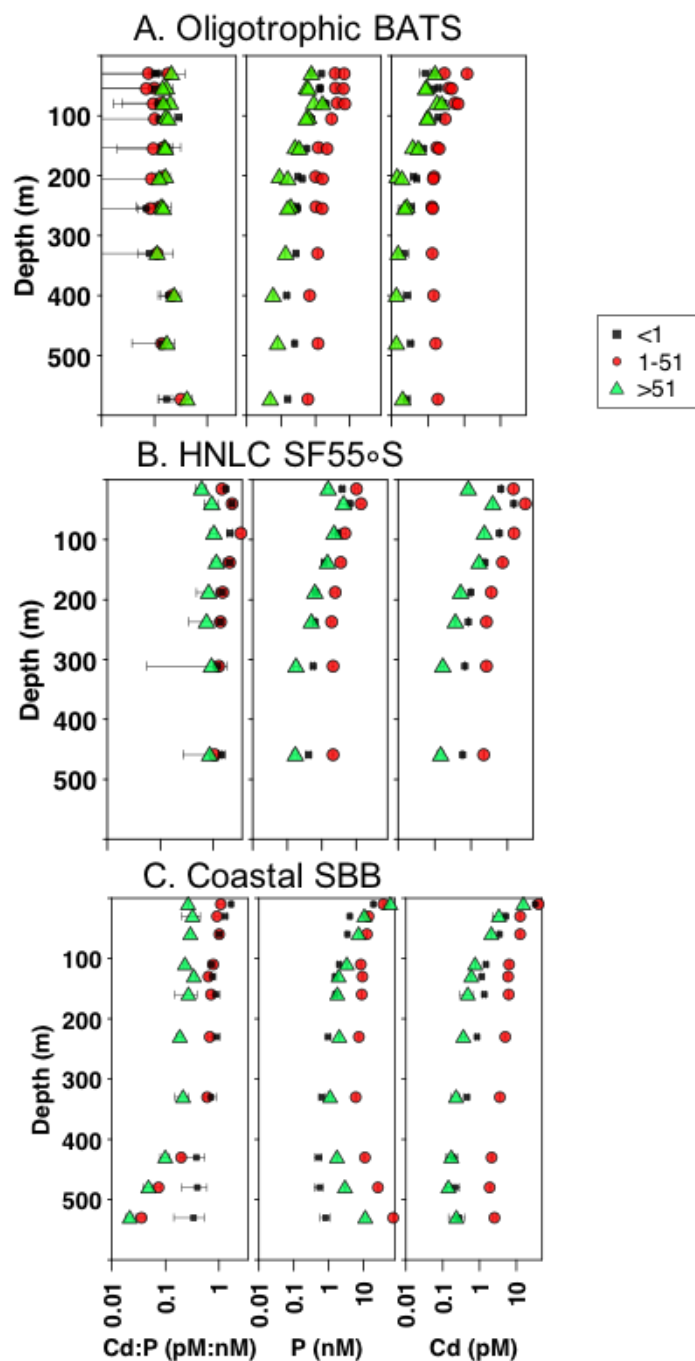 A. Oligotrophic BATS
100
200
300
400
500
Depth (m)
<1
1-51
>51
B. HNLC SF55∘S
100
200
300
400
500
Depth (m)
C. Coastal SBB
100
200
300
400
500
Depth (m)
0.01 0.1 1 0.01 0.1 1 10 0.01 0.1 1 10
Cd:P (pM:nM) P (nM) Cd (pM)